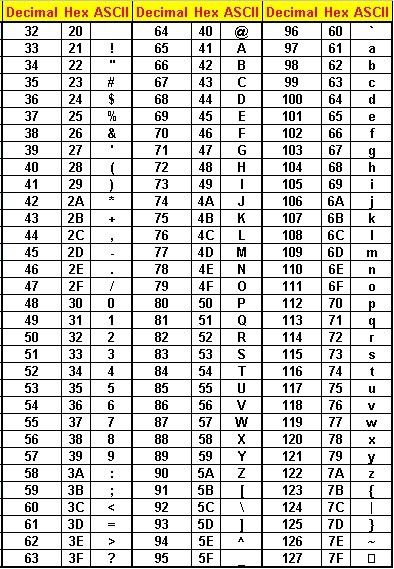 Decimal Hex ASCII Decimal Hex ASCII Decimal Hex ASCII
32 20 64 40 @ 96 60 `
33 21 ! 65 41 A 97 61 a
34 22 " 66 42 B 98 62 b
35 23 # 67 43 C 99 63 c
36 24 $ 68 44 D 100 64 d
37 25 % 69 45 E 101 65 e
38 26 & 70 46 F 102 66 f
39 27 ' 71 47 G 103 67 g
40 28 ( 72 48 H 104 68 h
41 29 ) 73 49 I 105 69 i
42 2A * 74 4A J 106 6A j
43 2B + 75 4B K 107 6B k
44 2C , 76 4C L 108 6C l
45 2D - 77 4D M 109 6D m
46 2E . 78 4E N 110 6E n
47 2F / 79 4F O 111 6F o
48 30 0 80 50 P 112 70 p
49 31 1 81 51 Q 113 71 q
50 32 2 82 52 R 114 72 r
51 33 3 83 53 S 115 73 s
52 34 4 84 54 T 116 74 t
53 35 5 85 55 U 117 75 u
54 36 6 86 56 V 118 76 v
55 37 7 87 57 W 119 77 w
56 38 8 88 58 X 120 78 x
57 39 9 89 59 Y 121 79 y
58 3A : 90 5A Z 122 7A z
59 3B ; 91 5B [ 123 7B {
60 3C < 92 5C \ 124 7C |
61 3D = 93 5D ] 125 7D }
62 3E > 94 5E ^ 126 7E ~
63 3F ? 95 5F _ 127 7F □